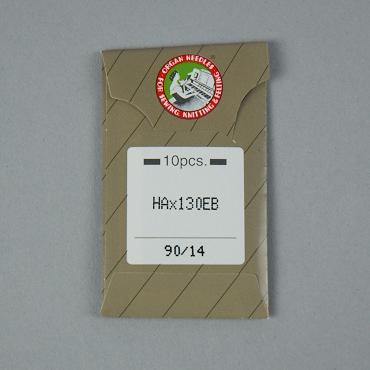 ORGAN NEEDLES
FOR SEWING, KNITTING & FELTING
10pcs.
HAx130EB
90/14